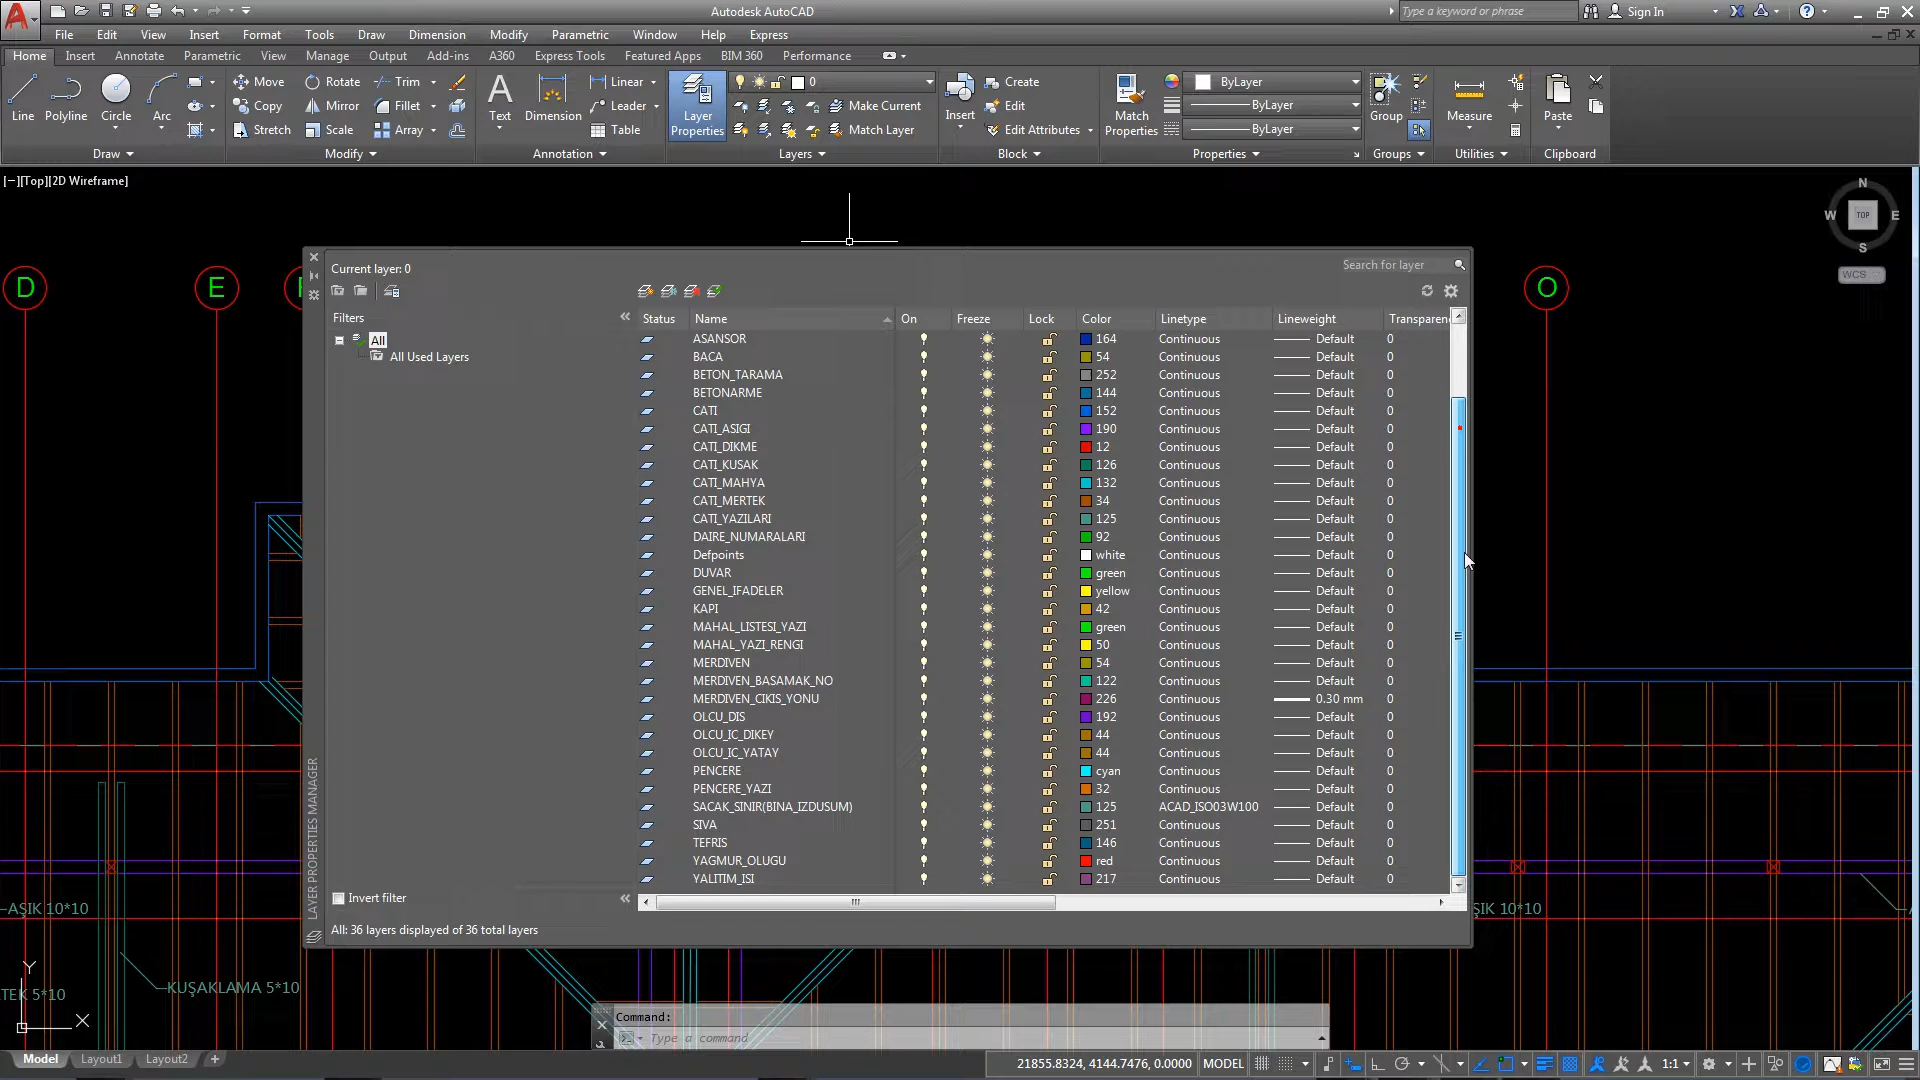 Autodesk AutoCAD
Type a keyword or phrase
Sign In
File Edit View Insert Format Tools Draw Dimension Modify Parametric Window Help Express
Home Insert Annotate Parametric View Manage Output Add-ins A360 Express Tools Featured Apps BIM 360 Performance
Line Polyline Circle Arc
Move Rotate Trim
Copy Mirror Fillet
Stretch Scale Array
Text Dimension
Linear
Leader
Table
Layer Properties
0
Make Current
Match Layer
Insert
Create
Edit
Edit Attributes
Match Properties
ByLayer
ByLayer
ByLayer
Group Measure Paste
Draw Modify Annotation Layers Block Properties Groups Utilities Clipboard
[−][Top][2D Wireframe]
N
W TOP E
S
WCS
D E O
Current layer: 0
Search for layer
Filters
All
All Used Layers
Status Name On Freeze Lock Color Linetype Lineweight Transparen
ASANSOR 164 Continuous Default 0
BACA 54 Continuous Default 0
BETON_TARAMA 252 Continuous Default 0
BETONARME 144 Continuous Default 0
CATI 152 Continuous Default 0
CATI_ASIGI 190 Continuous Default 0
CATI_DIKME 12 Continuous Default 0
CATI_KUSAK 126 Continuous Default 0
CATI_MAHYA 132 Continuous Default 0
CATI_MERTEK 34 Continuous Default 0
CATI_YAZILARI 125 Continuous Default 0
DAIRE_NUMARALARI 92 Continuous Default 0
Defpoints white Continuous Default 0
DUVAR green Continuous Default 0
GENEL_IFADELER yellow Continuous Default 0
KAPI 42 Continuous Default 0
MAHAL_LISTESI_YAZI green Continuous Default 0
MAHAL_YAZI_RENGI 50 Continuous Default 0
MERDIVEN 54 Continuous Default 0
MERDIVEN_BASAMAK_NO 122 Continuous Default 0
MERDIVEN_CIKIS_YONU 226 Continuous 0.30 mm 0
OLCU_DIS 192 Continuous Default 0
OLCU_IC_DIKEY 44 Continuous Default 0
OLCU_IC_YATAY 44 Continuous Default 0
PENCERE cyan Continuous Default 0
PENCERE_YAZI 32 Continuous Default 0
SACAK_SINIR(BINA_IZDUSUM) 125 ACAD_ISO03W100 Default 0
SIVA 251 Continuous Default 0
TEFRIS 146 Continuous Default 0
YAGMUR_OLUGU red Continuous Default 0
YALITIM_ISI 217 Continuous Default 0
Invert filter
All: 36 layers displayed of 36 total layers
LAYER PROPERTIES MANAGER
AŞIK 10*10
ŞIK 10*10
KUŞAKLAMA 5*10
TEK 5*10
Y
X
Command:
Type a command
Model Layout1 Layout2 +
21855.8324, 4144.7476, 0.0000 MODEL 1:1